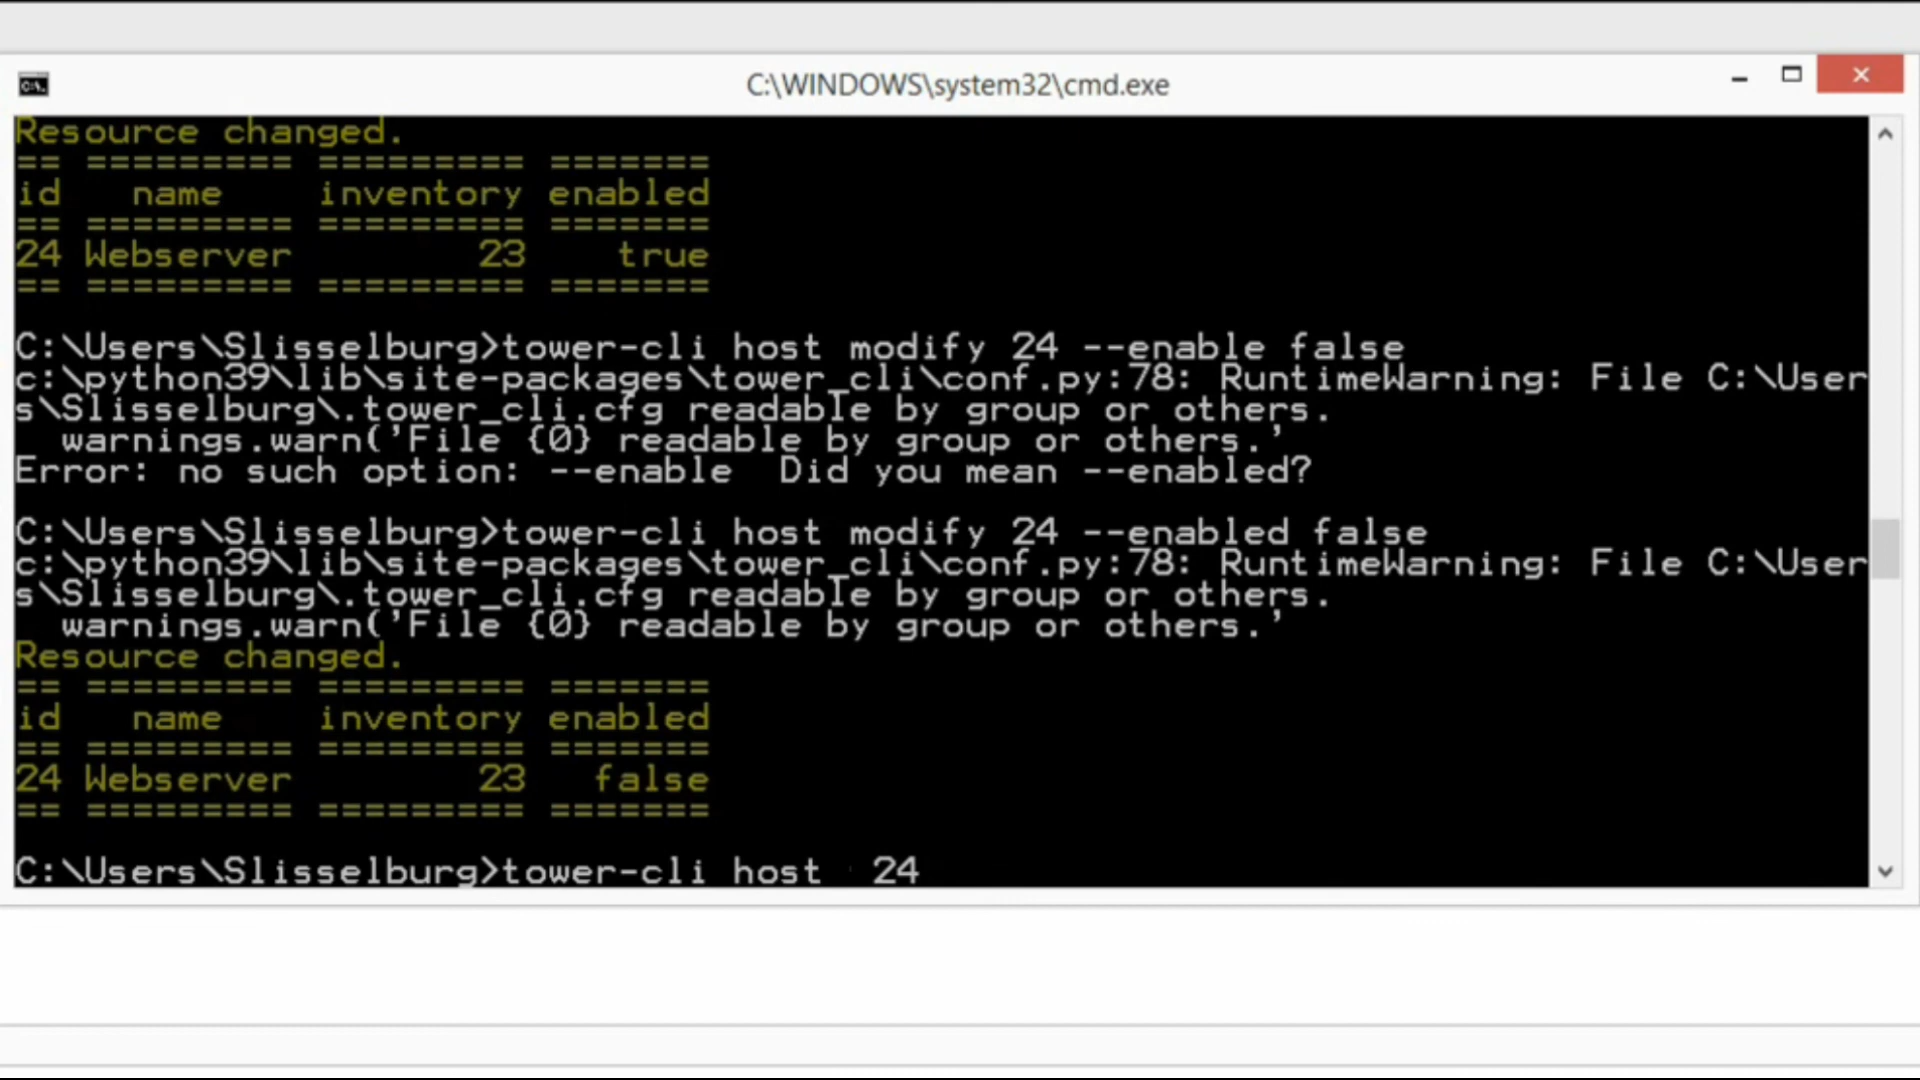 C:\WINDOWS\system32\cmd.exe
Resource changed.
== ========= ========= =======
id name inventory enabled
== ========= ========= =======
24 Webserver 23 true
== ========= ========= =======
C:\Users\Slisselburg>tower-cli host modify 24 --enable false
c:\python39\lib\site-packages\tower_cli\conf.py:78: RuntimeWarning: File C:\User
s\Slisselburg\.tower_cli.cfg readable by group or others.
warnings.warn('File {0} readable by group or others.'
Error: no such option: --enable  Did you mean --enabled?
C:\Users\Slisselburg>tower-cli host modify 24 --enabled false
c:\python39\lib\site-packages\tower_cli\conf.py:78: RuntimeWarning: File C:\User
s\Slisselburg\.tower_cli.cfg readable by group or others.
warnings.warn('File {0} readable by group or others.'
Resource changed.
== ========= ========= =======
id name inventory enabled
== ========= ========= =======
24 Webserver 23 false
== ========= ========= =======
C:\Users\Slisselburg>tower-cli host  24